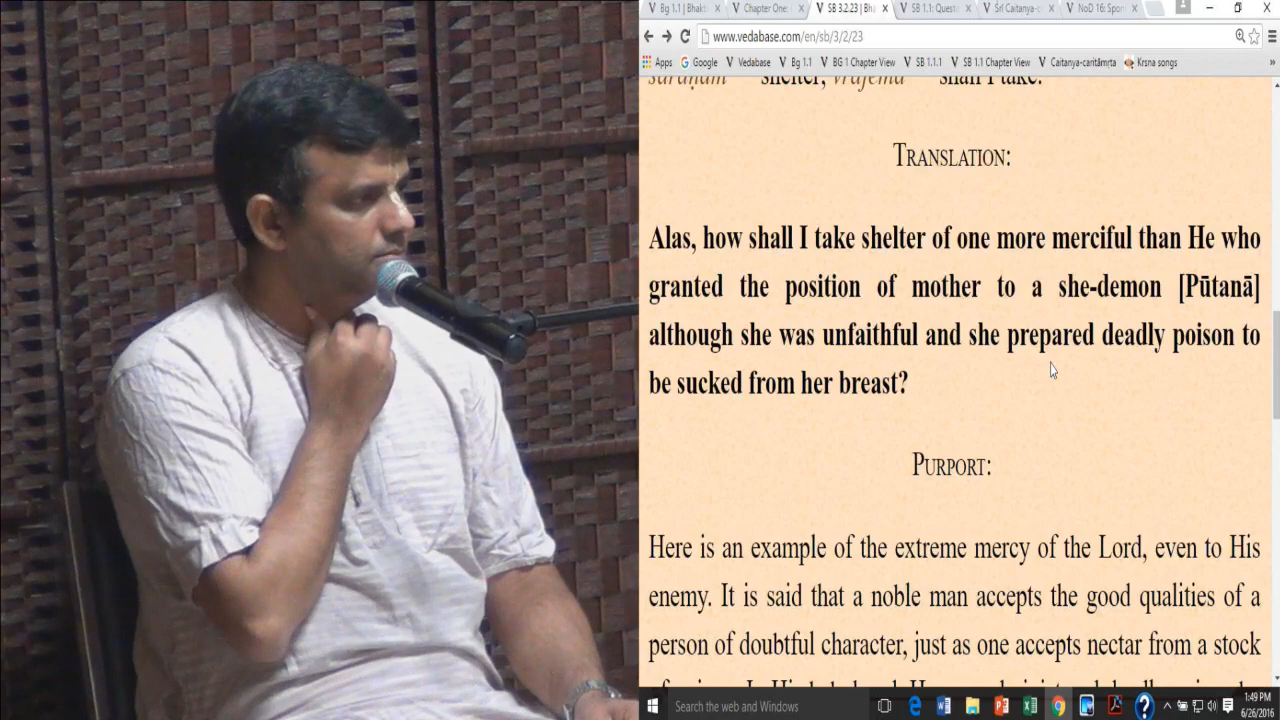 Bg 1.1 | Bhakti
Chapter One:
SB 3.2.23 | Bha
SB 1.1: Quest
Śrī Caitanya-c
NoD 16: Spon
www.vedabase.com/en/sb/3/2/23
Apps
Google
Vedabase
Bg 1.1
BG 1 Chapter View
SB 1.1.1
SB 1.1 Chapter View
Caitanya-caritāmṛta
Krsna songs
»
śaraṇam shelter; vrajema shall I take.
TRANSLATION:
Alas, how shall I take shelter of one more merciful than He who
granted the position of mother to a she-demon [Pūtanā]
although she was unfaithful and she prepared deadly poison to
be sucked from her breast?
PURPORT:
Here is an example of the extreme mercy of the Lord, even to His
enemy. It is said that a noble man accepts the good qualities of a
person of doubtful character, just as one accepts nectar from a stock
Search the web and Windows
1:49 PM
6/26/2016